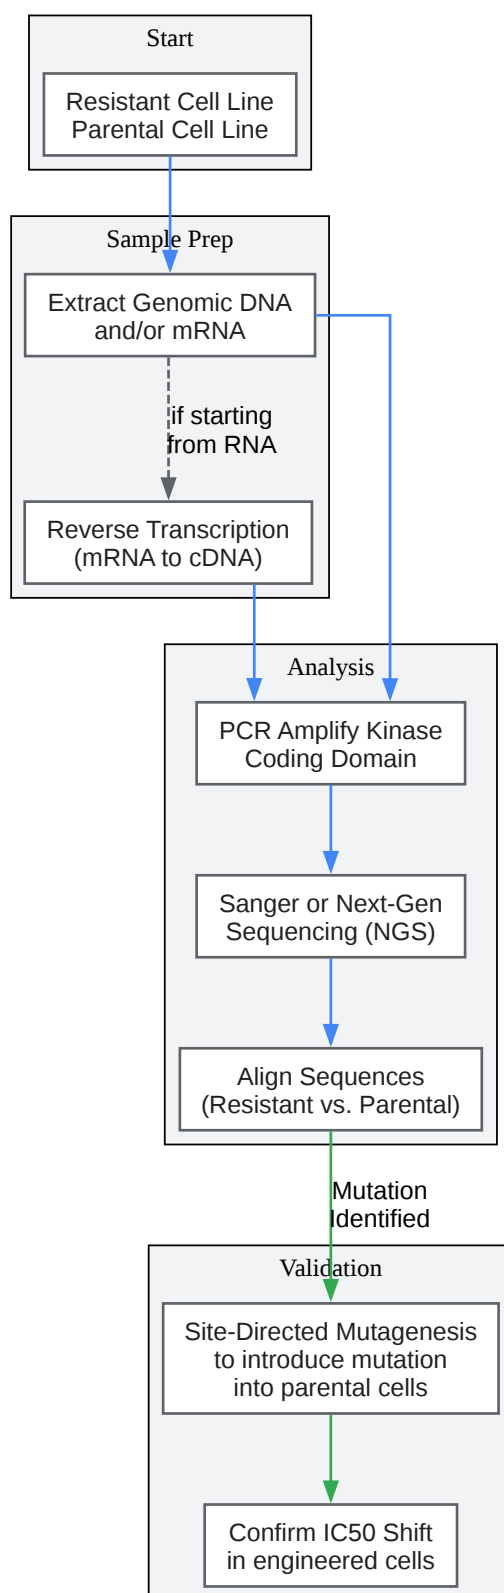 Start
Resistant Cell Line
Parental Cell Line
Sample Prep
Extract Genomic DNA
and/or mRNA
if starting
from RNA
Reverse Transcription
(mRNA to cDNA)
Analysis
PCR Amplify Kinase
Coding Domain
Sanger or Next-Gen
Sequencing (NGS)
Align Sequences
(Resistant vs. Parental)
Mutation
Identified
Validation
Site-Directed Mutagenesis
to introduce mutation
into parental cells
Confirm IC50 Shift
in engineered cells